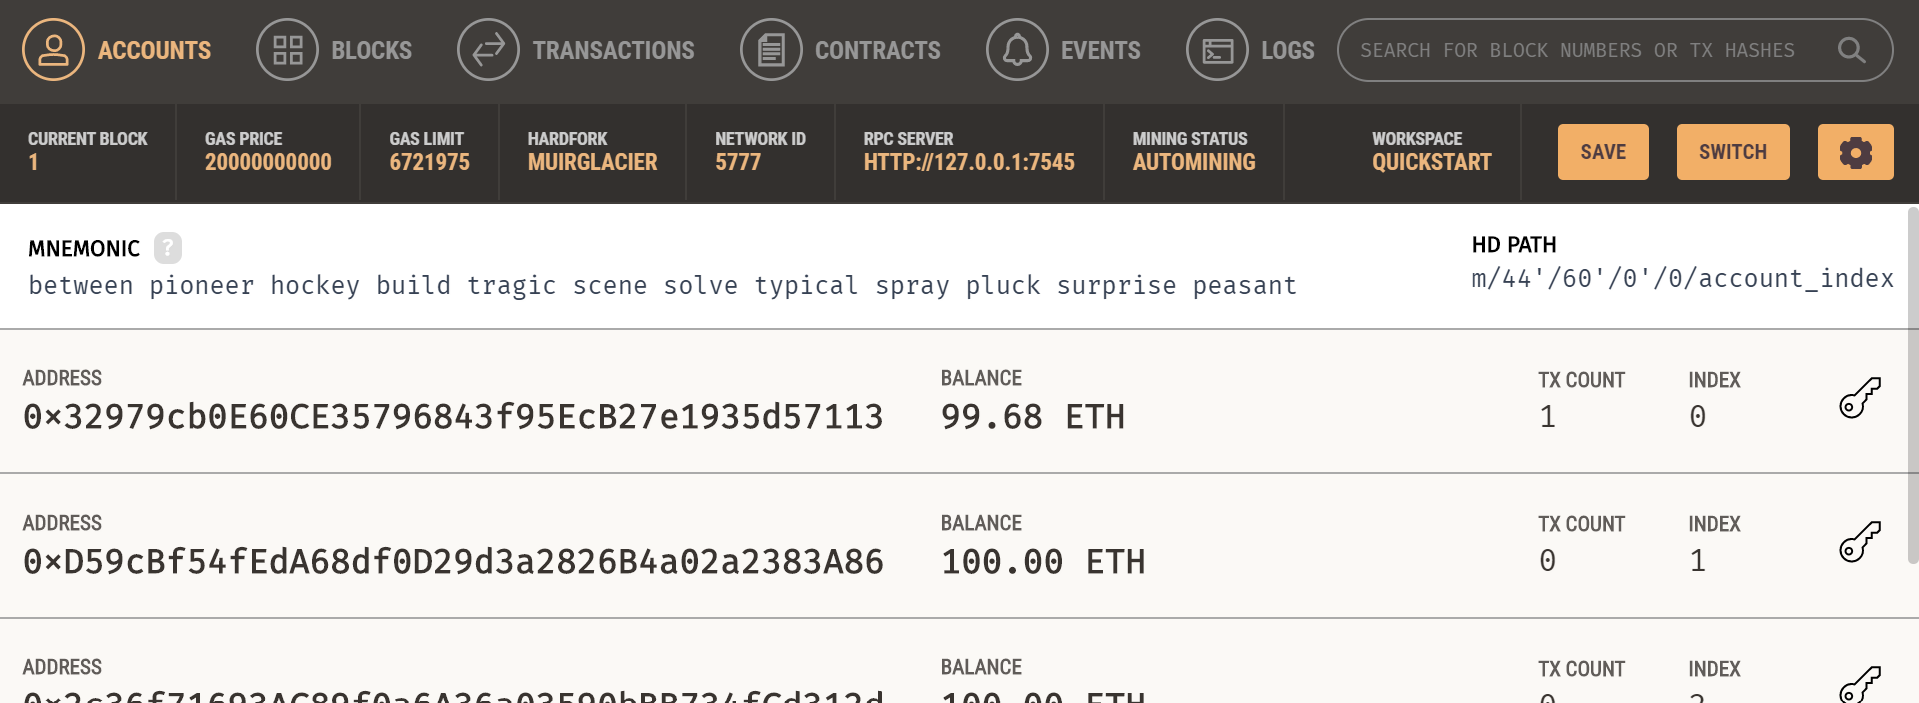 ACCOUNTS BLOCKS TRANSACTIONS CONTRACTS EVENTS LOGS SEARCH FOR BLOCK NUMBERS OR TX HASHES
CURRENT BLOCK GAS PRICE GAS LIMIT HARDFORK NETWORK ID RPC SERVER MINING STATUS WORKSPACE
1 20000000000 6721975 MUIRGLACIER 5777 HTTP://127.0.0.1:7545 AUTOMINING QUICKSTART SAVE SWITCH
MNEMONIC ? HD PATH
between pioneer hockey build tragic scene solve typical spray pluck surprise peasant m/44'/60'/0'/0/account_index
ADDRESS BALANCE TX COUNT INDEX
0×32979cb0E60CE35796843f95EcB27e1935d57113 99.68 ETH 1 0
ADDRESS BALANCE TX COUNT INDEX
0×D59cBf54fEdA68df0D29d3a2826B4a02a2383A86 100.00 ETH 0 1
ADDRESS BALANCE TX COUNT INDEX
100.00 ETH